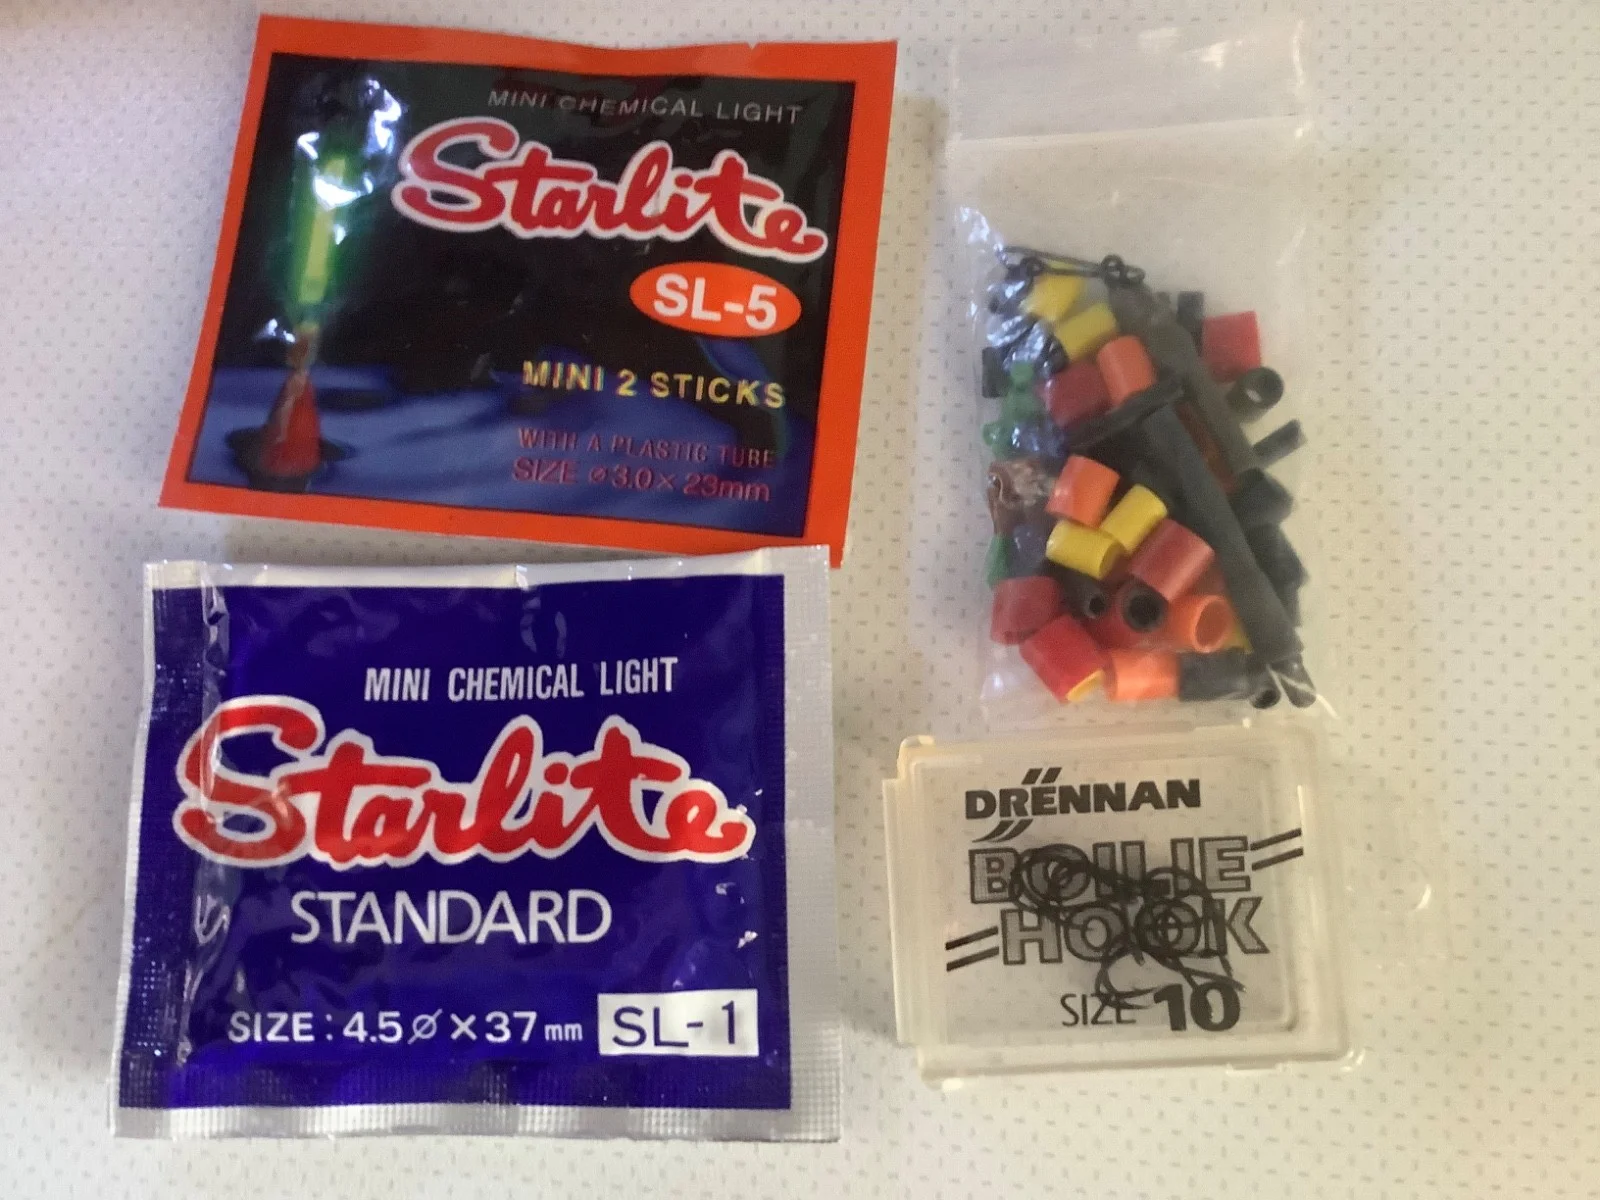 MINI CHEMICAL LIGHT
Starlite
SL-5
MINI 2 STICKS
WITH A PLASTIC TUBE
SIZE ø3.0×23mm
MINI CHEMICAL LIGHT
Starlite
STANDARD
SIZE : 4.5ø×37mm SL-1
DRENNAN
BOILIE
HOOK
SIZE 10